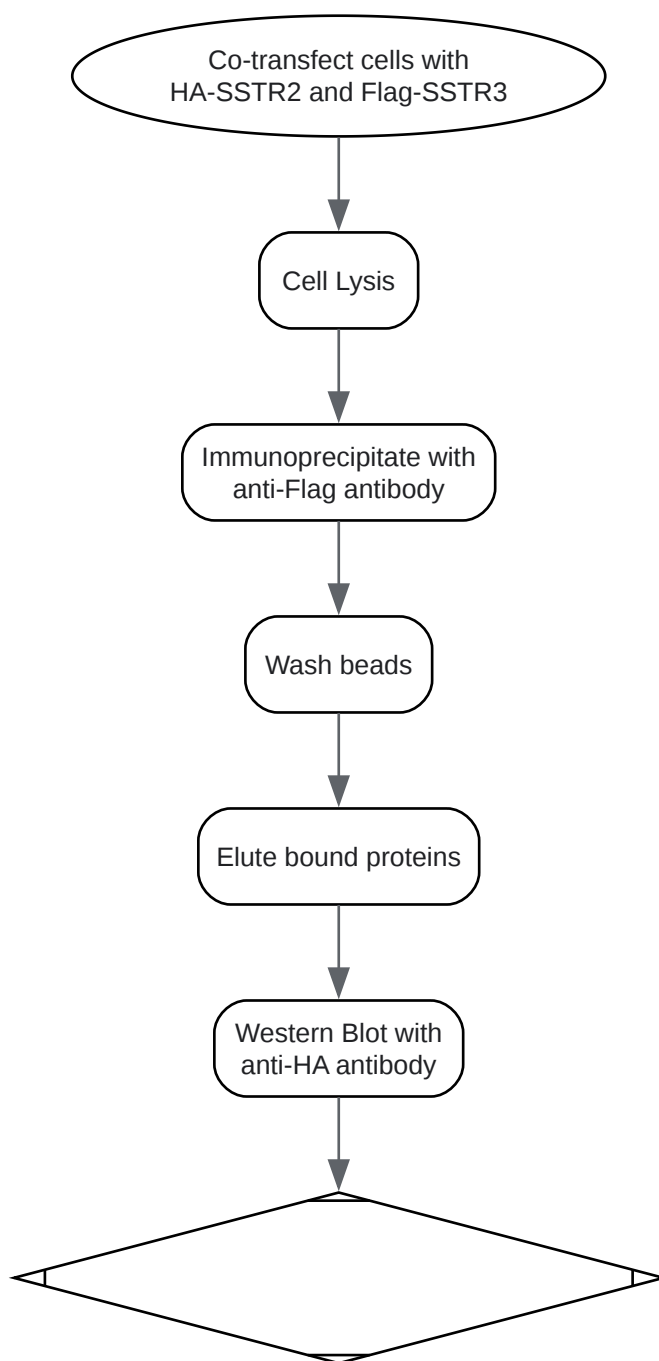 Co-transfect cells with
HA-SSTR2 and Flag-SSTR3
Cell Lysis
Immunoprecipitate with
anti-Flag antibody
Wash beads
Elute bound proteins
Western Blot with
anti-HA antibody